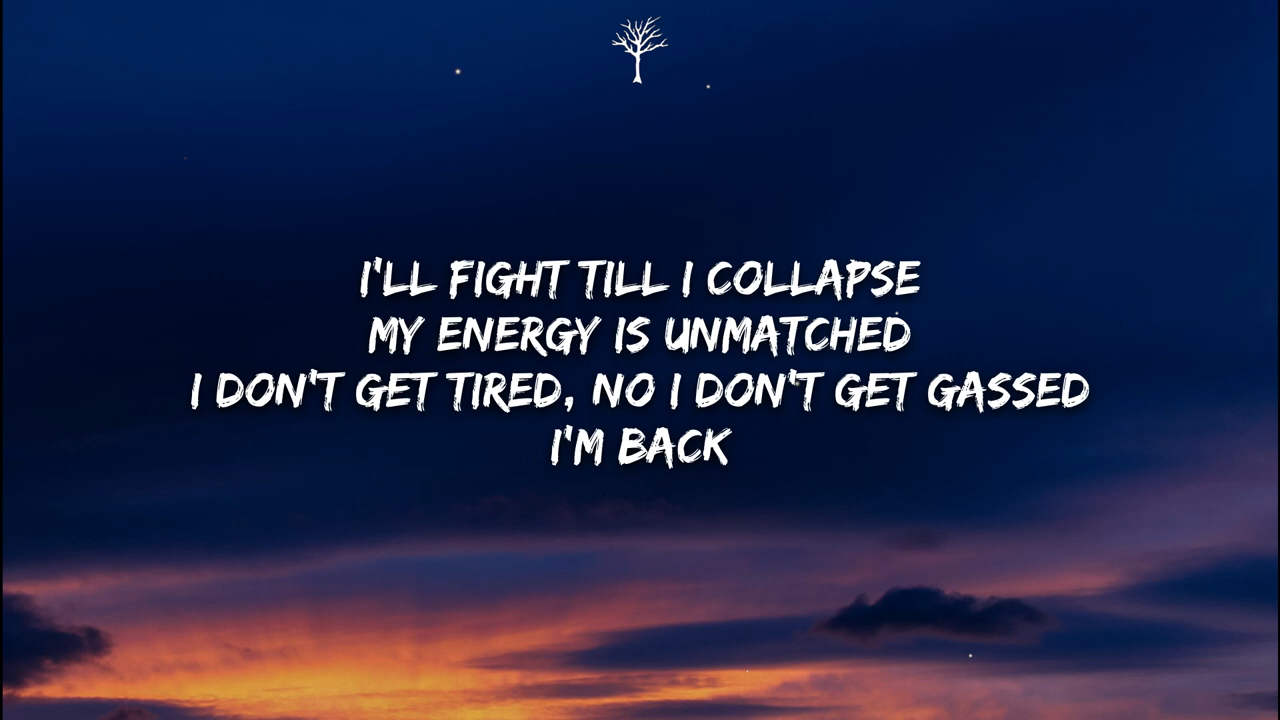 I'LL FIGHT TILL I COLLAPSE
MY ENERGY IS UNMATCHED
I DON'T GET TIRED, NO I DON'T GET GASSED
I'M BACK